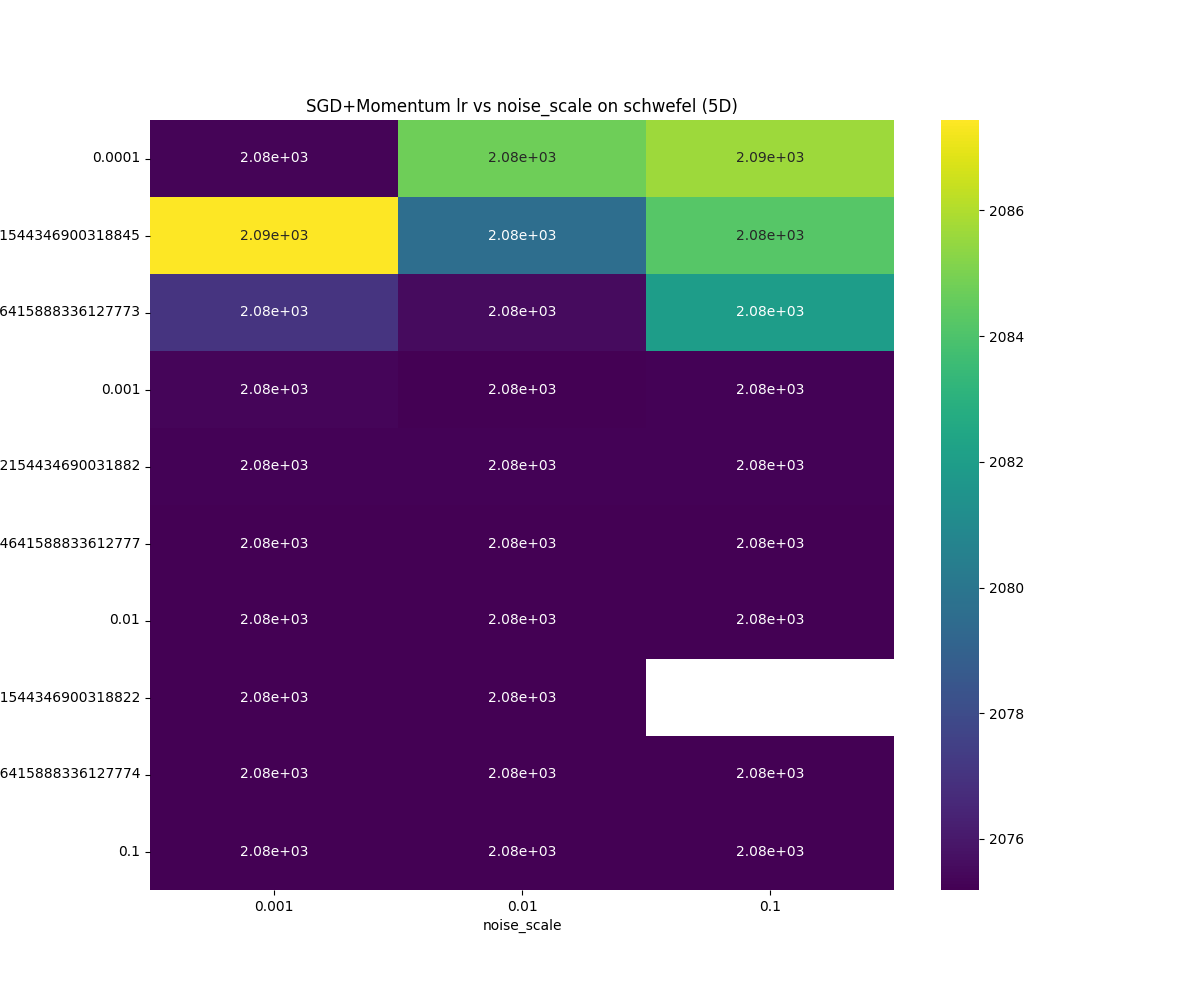 SGD+Momentum lr vs noise_scale on schwefel (5D)
0.0001 2.08e+03 2.08e+03 2.09e+03
1544346900318845 2.09e+03 2.08e+03 2.08e+03
6415888336127773 2.08e+03 2.08e+03 2.08e+03
0.001 2.08e+03 2.08e+03 2.08e+03
2154434690031882 2.08e+03 2.08e+03 2.08e+03
4641588833612777 2.08e+03 2.08e+03 2.08e+03
0.01 2.08e+03 2.08e+03 2.08e+03
1544346900318822 2.08e+03 2.08e+03
6415888336127774 2.08e+03 2.08e+03 2.08e+03
0.1 2.08e+03 2.08e+03 2.08e+03
0.001 0.01 0.1
noise_scale
2086
2084
2082
2080
2078
2076